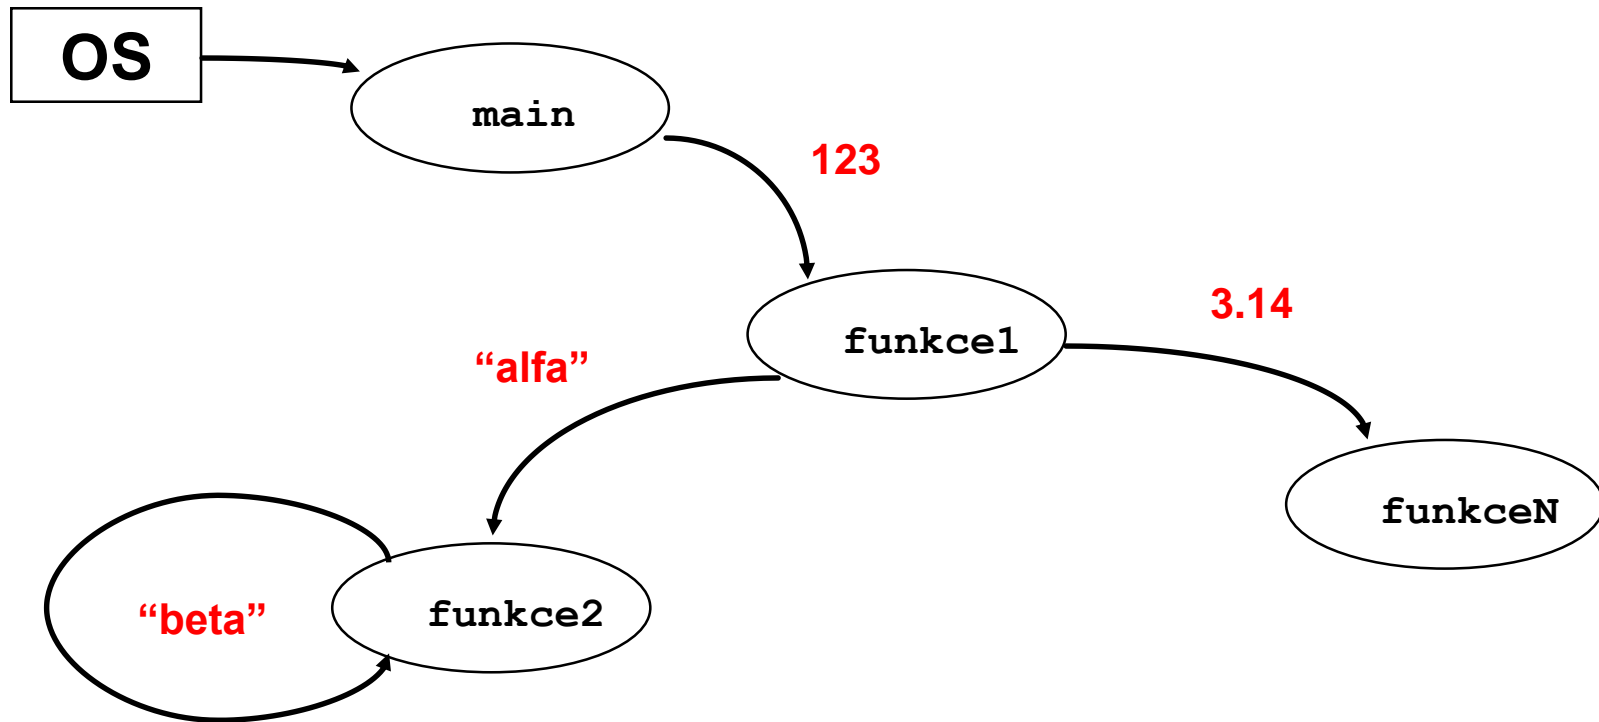 OS
main
123
funkce1
3.14
“alfa”
funkceN
“beta”
funkce2